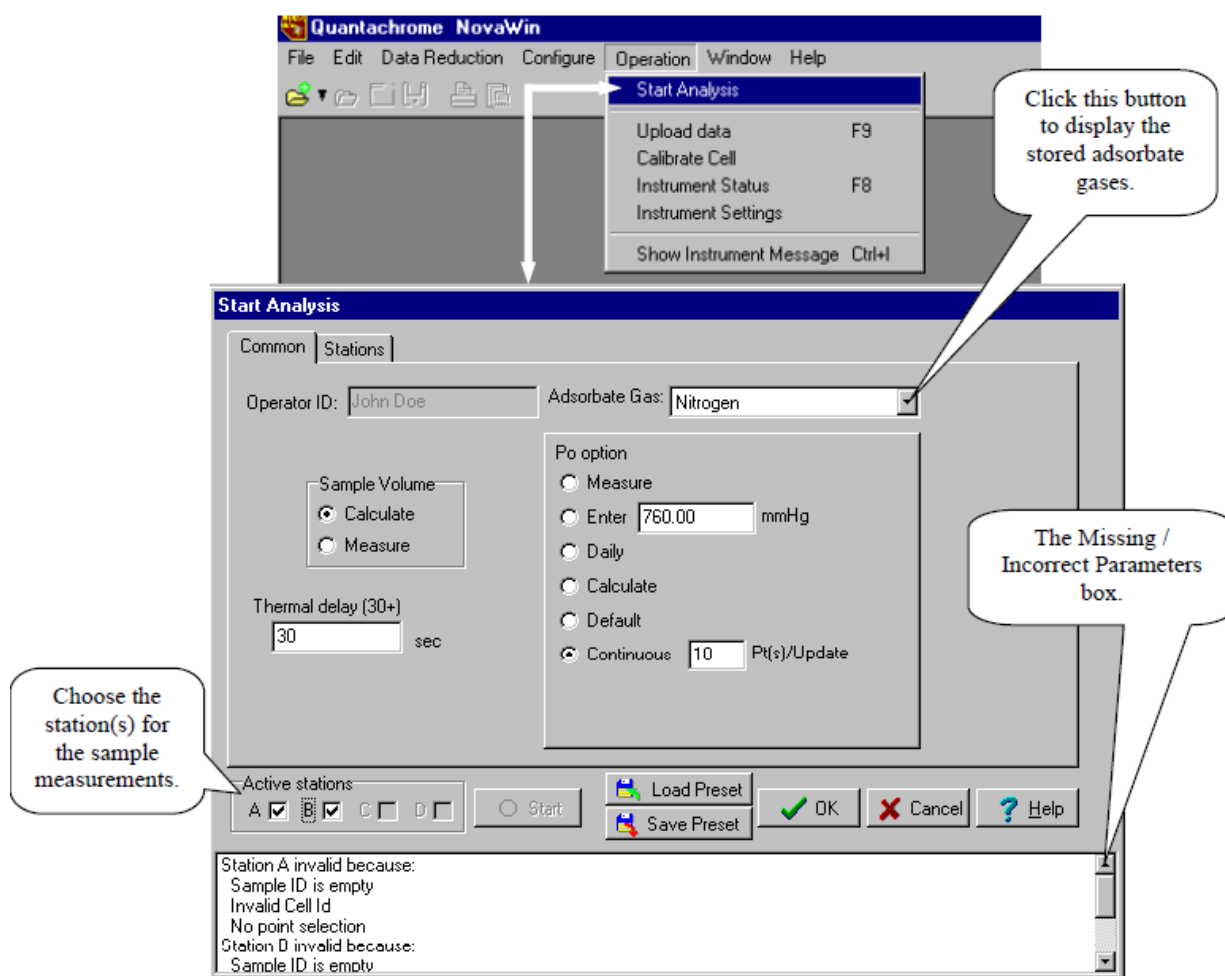 Quantachrome NovaWin
File Edit Data Reduction Configure Operation Window Help
Start Analysis
Upload data F9
Calibrate Cell
Instrument Status F8
Instrument Settings
Show Instrument Message Ctrl+I
Click this button
to display the
stored adsorbate
gases.
Start Analysis
Common Stations
Operator ID: John Doe Adsorbate Gas: Nitrogen
Po option
Measure
Enter 760.00 mmHg
Daily
Calculate
Default
Continuous 10 Pt(s)/Update
Sample Volume
Calculate
Measure
Thermal delay (30+)
30 sec
The Missing /
Incorrect Parameters
box.
Choose the
station(s) for
the sample
measurements.
Active stations
A B C D
Start
Load Preset
Save Preset
OK
Cancel
? Help
Station A invalid because:
Sample ID is empty
Invalid Cell Id
No point selection
Station B invalid because:
Sample ID is empty